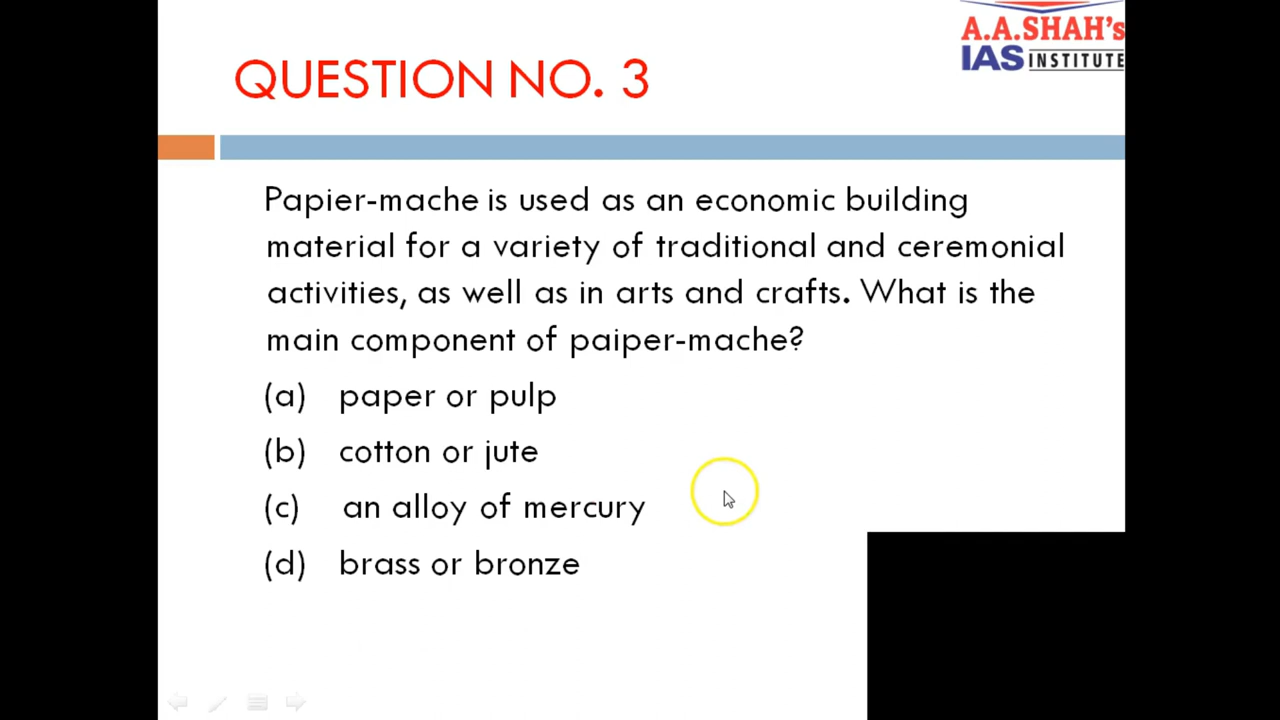 A.A.SHAH's
IAS INSTITUTE
QUESTION NO. 3
Papier-mache is used as an economic building
material for a variety of traditional and ceremonial
activities, as well as in arts and crafts. What is the
main component of paiper-mache?
(a) paper or pulp
(b) cotton or jute
(c) an alloy of mercury
(d) brass or bronze